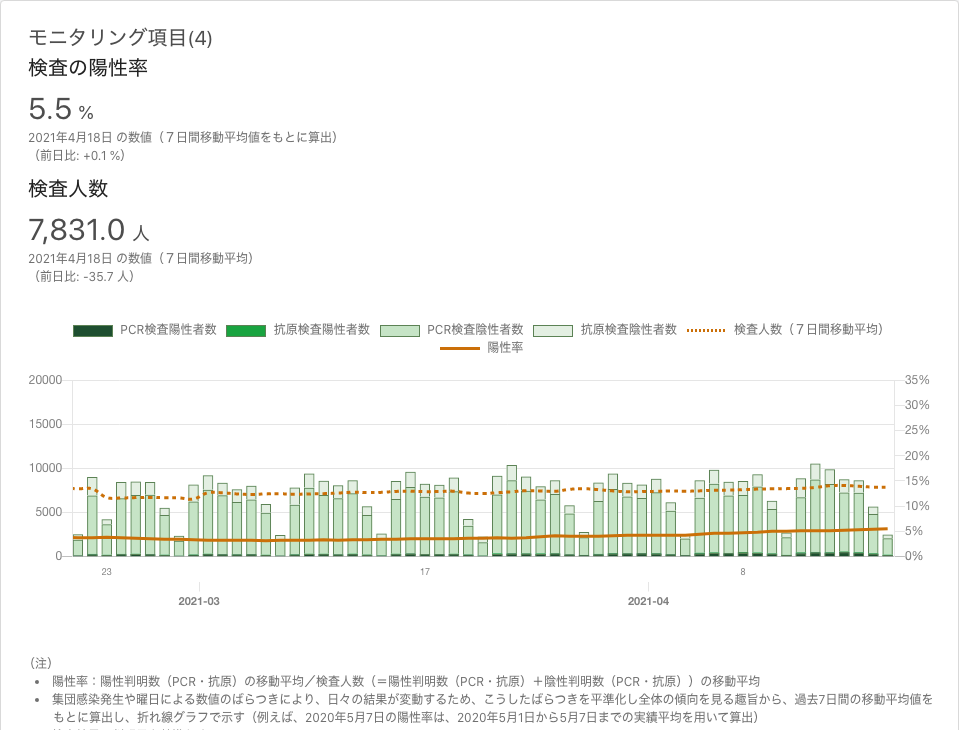 モニタリング項目(4)
検査の陽性率
5.5 %
2021年4月18日 の数値（７日間移動平均値をもとに算出）
（前日比: +0.1 %）
検査人数
7,831.0 人
2021年4月18日 の数値（７日間移動平均）
（前日比: -35.7 人）
PCR検査陽性者数 抗原検査陽性者数 PCR検査陰性者数 抗原検査陰性者数 検査人数（７日間移動平均）
陽性率
20000 35%
30%
15000 25%
20%
10000 15%
5000 10%
5%
0 0%
23 17 8
2021-03 2021-04
（注）
• 陽性率：陽性判明数（PCR・抗原）の移動平均／検査人数（＝陽性判明数（PCR・抗原）＋陰性判明数（PCR・抗原））の移動平均
• 集団感染発生や曜日による数値のばらつきにより、日々の結果が変動するため、こうしたばらつきを平準化し全体の傾向を見る趣旨から、過去7日間の移動平均値を
もとに算出し、折れ線グラフで示す（例えば、2020年5月7日の陽性率は、2020年5月1日から5月7日までの実績平均を用いて算出）